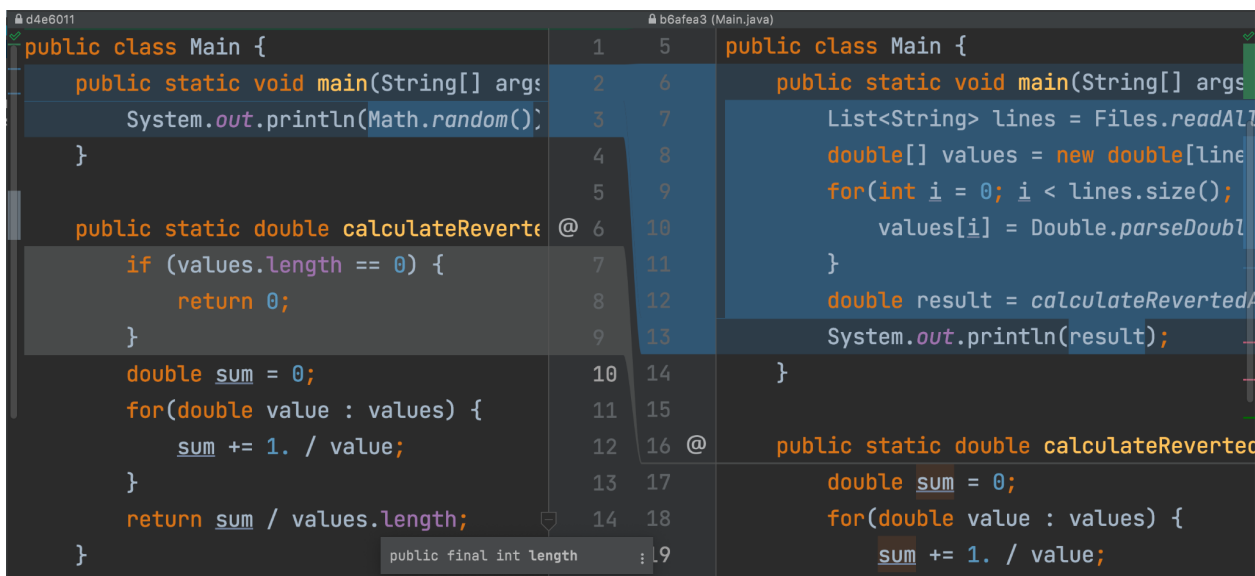 d4e6011
public class Main {
public static void main(String[] args
System.out.println(Math.random())
}
public static double calculateReverte
if (values.length == 0) {
return 0;
}
double sum = 0;
for(double value : values) {
sum += 1. / value;
}
return sum / values.length;
}
1
2
3
4
5
@ 6
7
8
9
10
11
12
13
14
public final int length
b6afea3 (Main.java)
5
6
7
8
9
10
11
12
13
14
15
16 @
17
18
19
public class Main {
public static void main(String[] args
List<String> lines = Files.readAll
double[] values = new double[line
for(int i = 0; i < lines.size();
values[i] = Double.parseDoubl
}
double result = calculateRevertedA
System.out.println(result);
}
public static double calculateReverted
double sum = 0;
for(double value : values) {
sum += 1. / value;